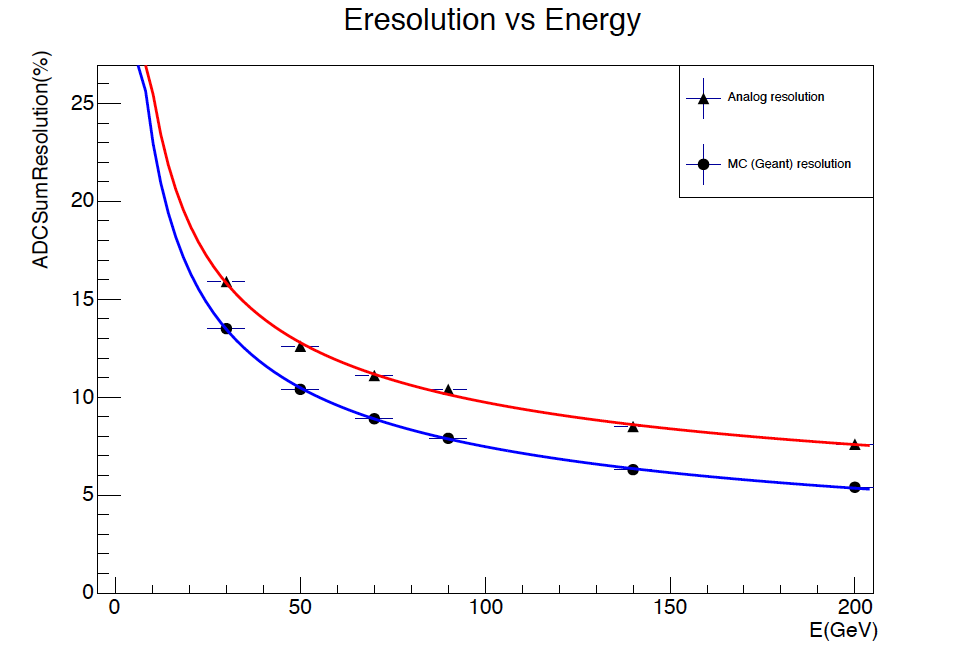 Eresolution vs Energy
ADCSumResolution(%)
25
20
15
10
5
0
Analog resolution
MC (Geant) resolution
0 50 100 150 200
E(GeV)